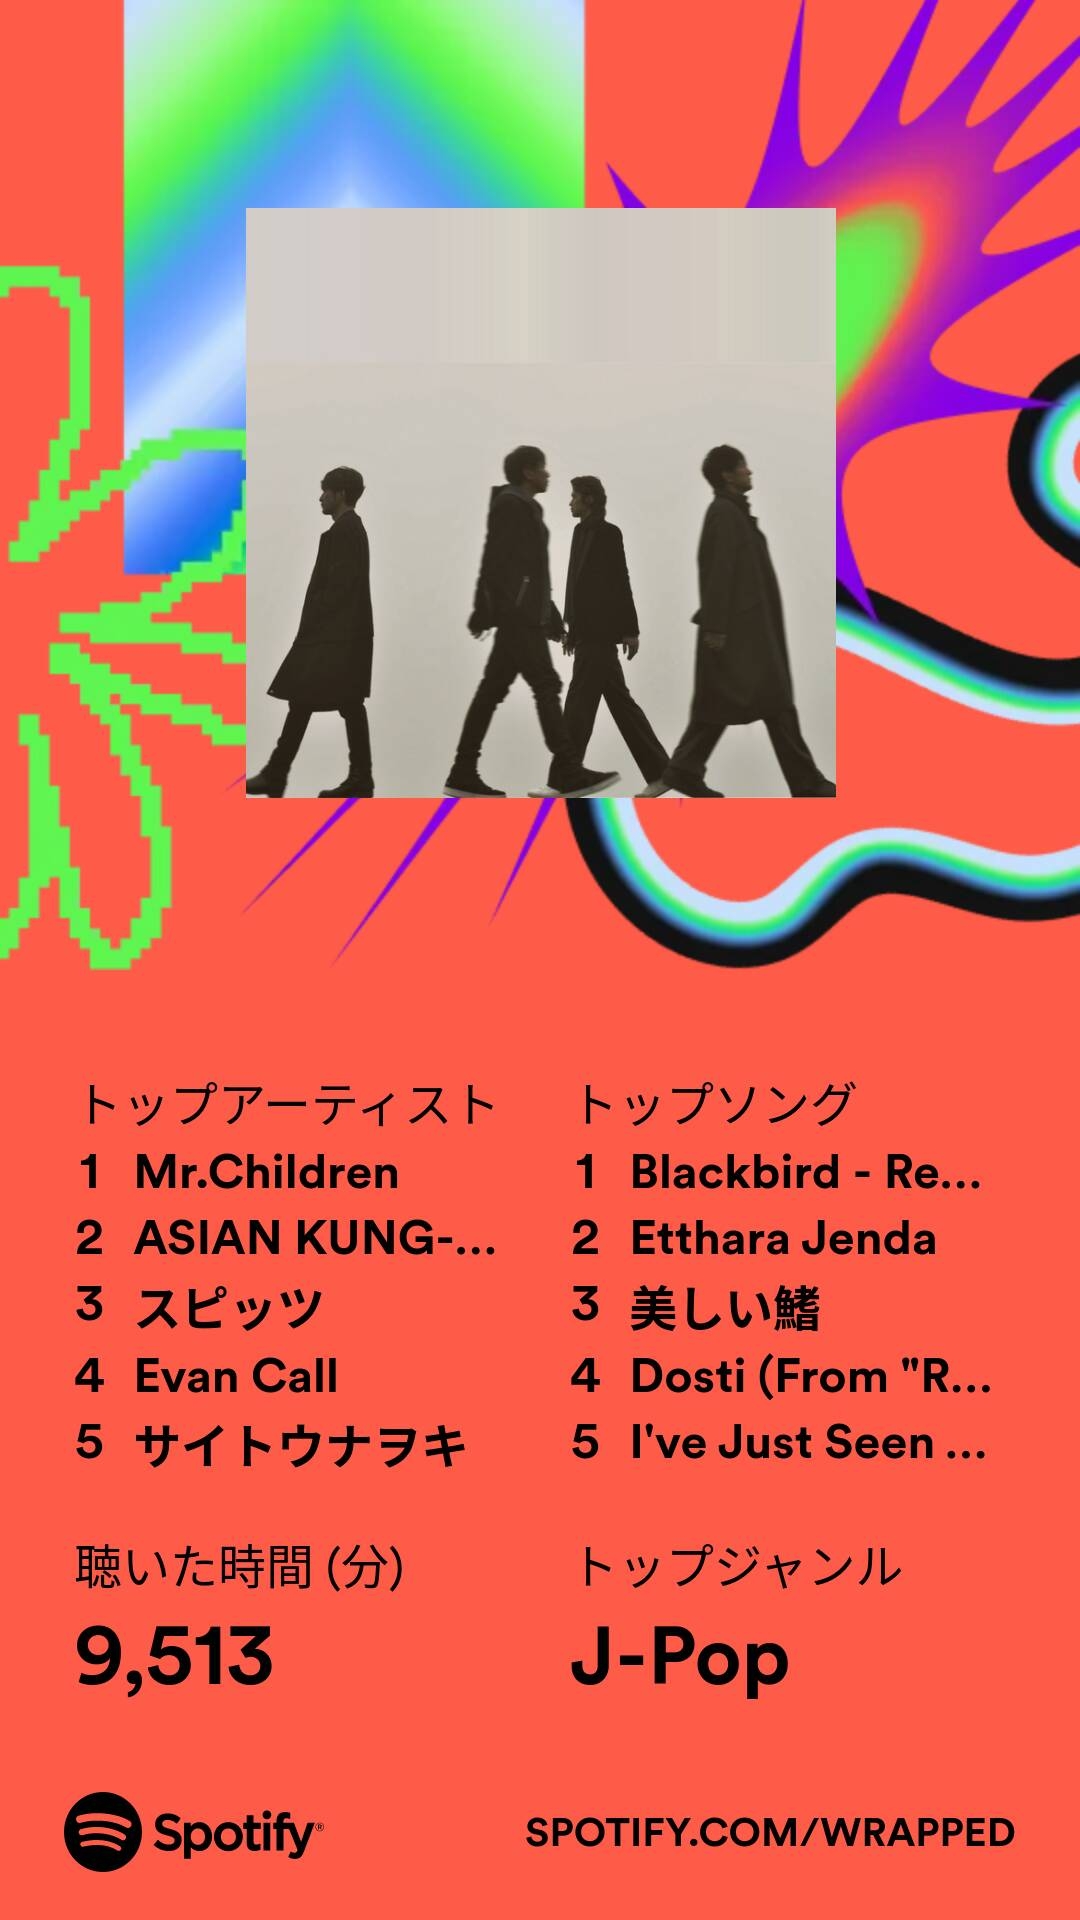 トップアーティスト
1 Mr.Children
2 ASIAN KUNG-...
3 スピッツ
4 Evan Call
5 サイトウナヲキ
トップソング
1 Blackbird - Re...
2 Etthara Jenda
3 美しい鰭
4 Dosti (From "R...
5 I've Just Seen ...
聴いた時間 (分)
9,513
トップジャンル
J-Pop
Spotify®
SPOTIFY.COM/WRAPPED